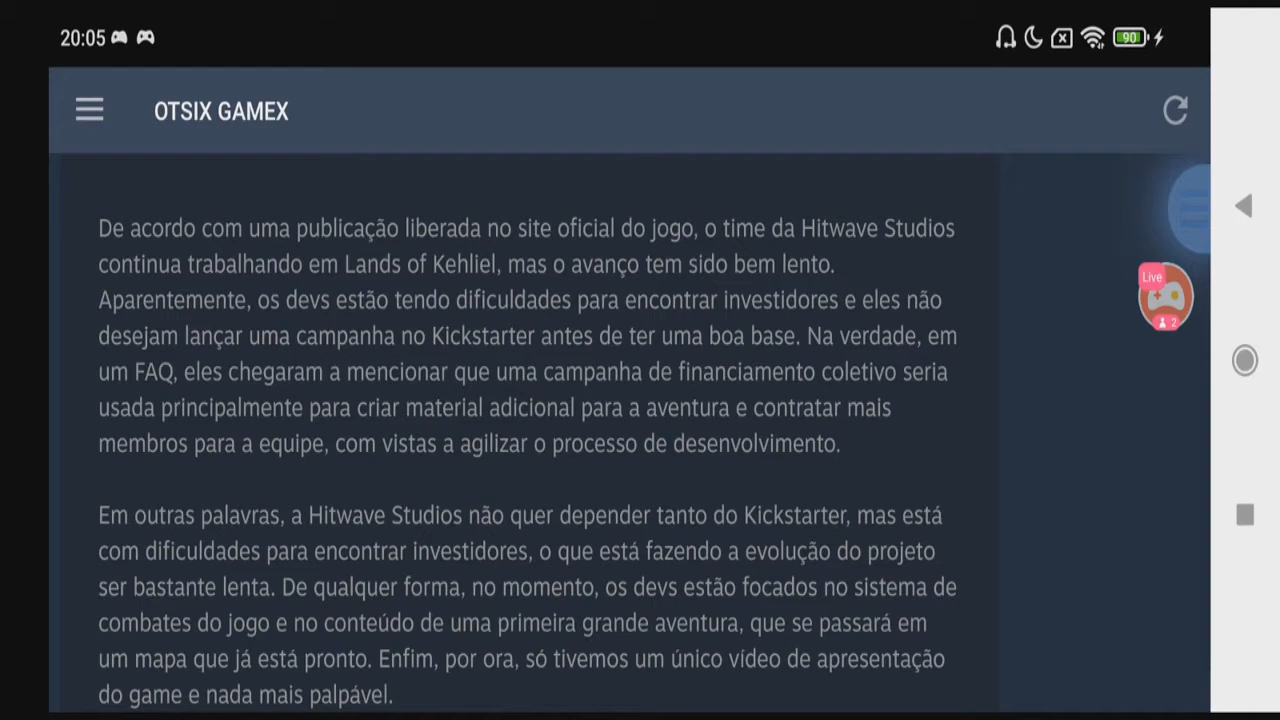 20:05
90
OTSIX GAMEX
De acordo com uma publicação liberada no site oficial do jogo, o time da Hitwave Studios
continua trabalhando em Lands of Kehliel, mas o avanço tem sido bem lento.
Aparentemente, os devs estão tendo dificuldades para encontrar investidores e eles não
desejam lançar uma campanha no Kickstarter antes de ter uma boa base. Na verdade, em
um FAQ, eles chegaram a mencionar que uma campanha de financiamento coletivo seria
usada principalmente para criar material adicional para a aventura e contratar mais
membros para a equipe, com vistas a agilizar o processo de desenvolvimento.
Em outras palavras, a Hitwave Studios não quer depender tanto do Kickstarter, mas está
com dificuldades para encontrar investidores, o que está fazendo a evolução do projeto
ser bastante lenta. De qualquer forma, no momento, os devs estão focados no sistema de
combates do jogo e no conteúdo de uma primeira grande aventura, que se passará em
um mapa que já está pronto. Enfim, por ora, só tivemos um único vídeo de apresentação
do game e nada mais palpável.
Live
2